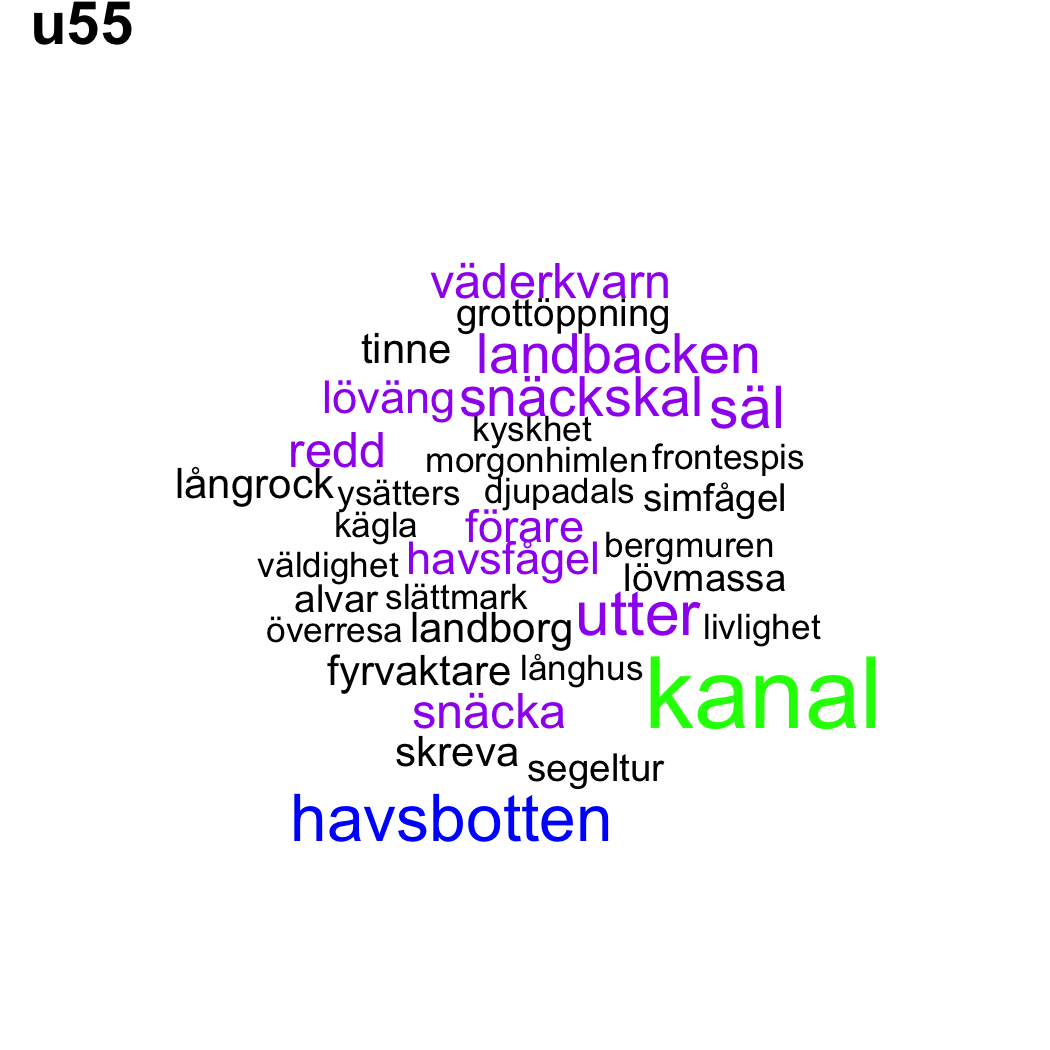 u55
väderkvarn
grottöppning
tinne landbacken
löväng snäckskal säl
kyskhet
redd morgonhimlen frontespis
långrock ysätters djupadals simfågel
kägla förare
väldighet havsfågel bergmuren
lövmassa
alvar slättmark utter
överresa landborg livlighet
fyrvaktare långhus kanal
snäcka
skreva segeltur
havsbotten